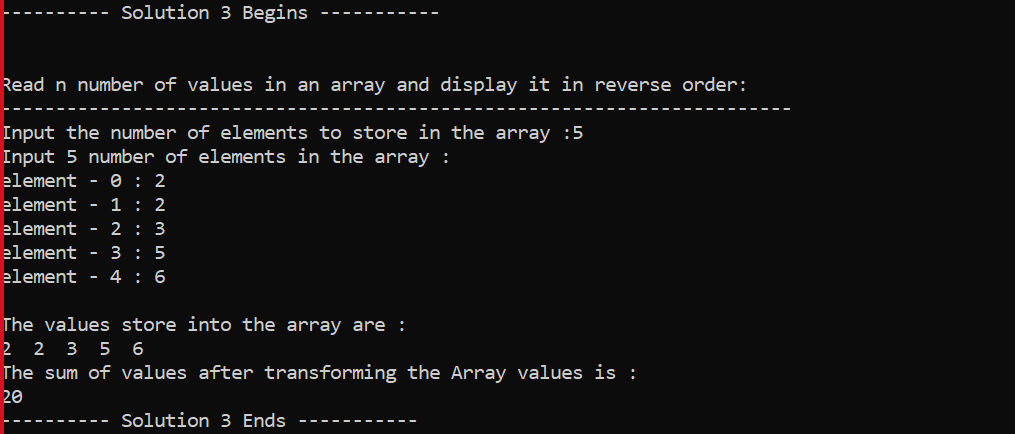 ---------- Solution 3 Begins -----------
Read n number of values in an array and display it in reverse order:
------------------------------------------------------------------------
Input the number of elements to store in the array :5
Input 5 number of elements in the array :
element - 0 : 2
element - 1 : 2
element - 2 : 3
element - 3 : 5
element - 4 : 6
The values store into the array are :
2  2  3  5  6
The sum of values after transforming the Array values is :
20
---------- Solution 3 Ends -----------